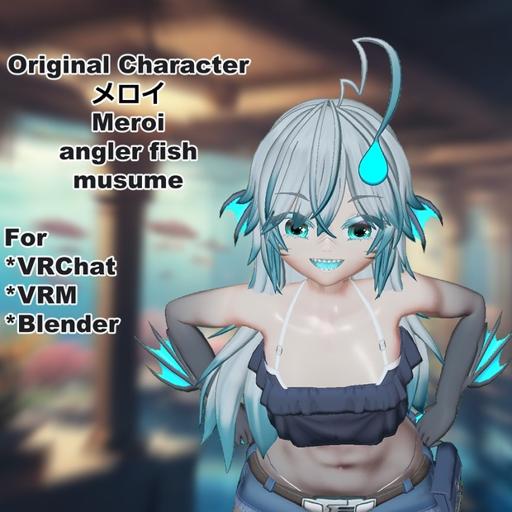 Original Character
メロイ
Meroi
angler fish
musume
For
*VRChat
*VRM
*Blender